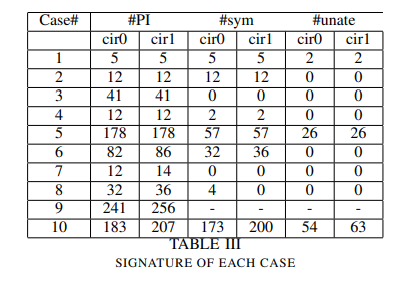 Case# #PI #sym #unate
cir0 cir1 cir0 cir1 cir0 cir1
1 5 5 5 5 2 2
2 12 12 12 12 0 0
3 41 41 0 0 0 0
4 12 12 2 2 0 0
5 178 178 57 57 26 26
6 82 86 32 36 0 0
7 12 14 0 0 0 0
8 32 36 4 0 0 0
9 241 256 - - - -
10 183 207 173 200 54 63
TABLE III
SIGNATURE OF EACH CASE